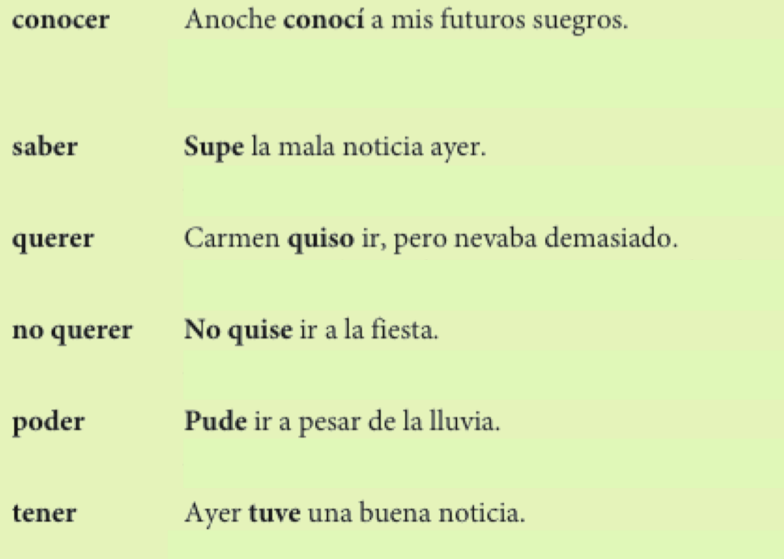 conocer Anoche conocí a mis futuros suegros.
saber Supe la mala noticia ayer.
querer Carmen quiso ir, pero nevaba demasiado.
no querer No quise ir a la fiesta.
poder Pude ir a pesar de la lluvia.
tener Ayer tuve una buena noticia.